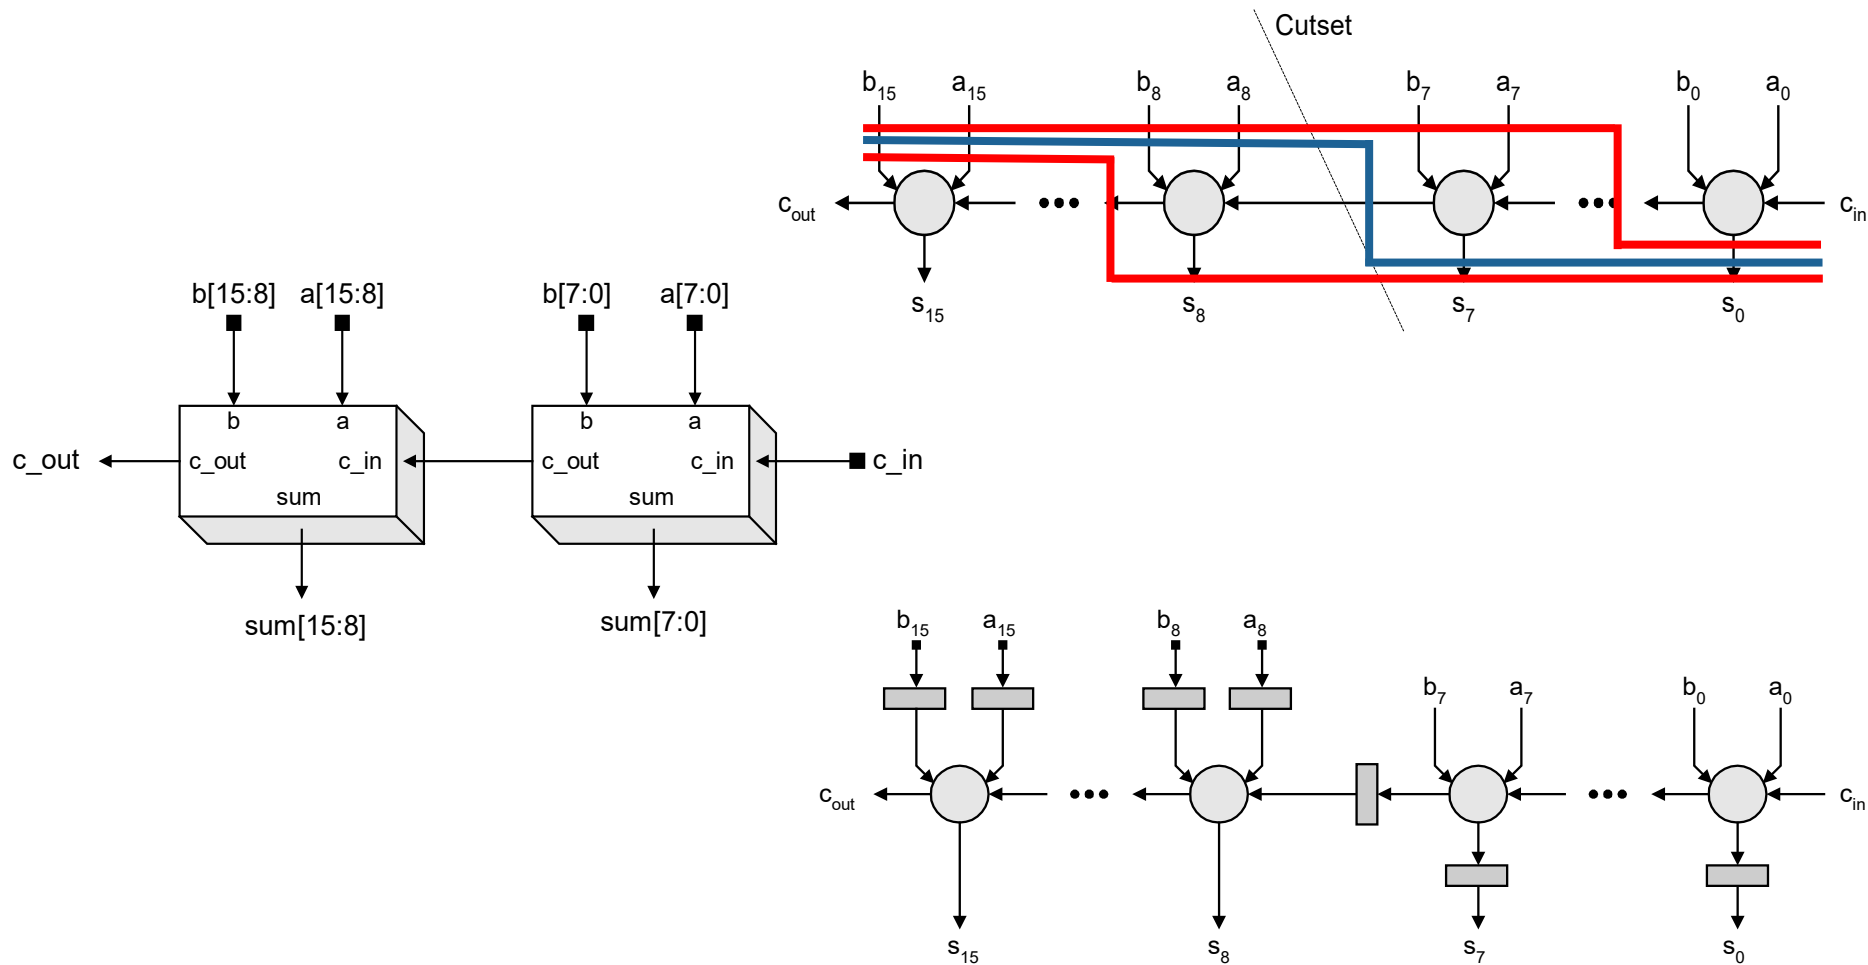 Cutset
b15 a15 b8 a8 b7 a7 b0 a0
cout cin
s15 s8 s7 s0
b[15:8] a[15:8] b[7:0] a[7:0]
b a b a
c_out c_out c_in c_out c_in c_in
sum sum
sum[15:8] sum[7:0]
b15 a15 b8 a8
b7 a7 b0 a0
cout cin
s15 s8 s7 s0